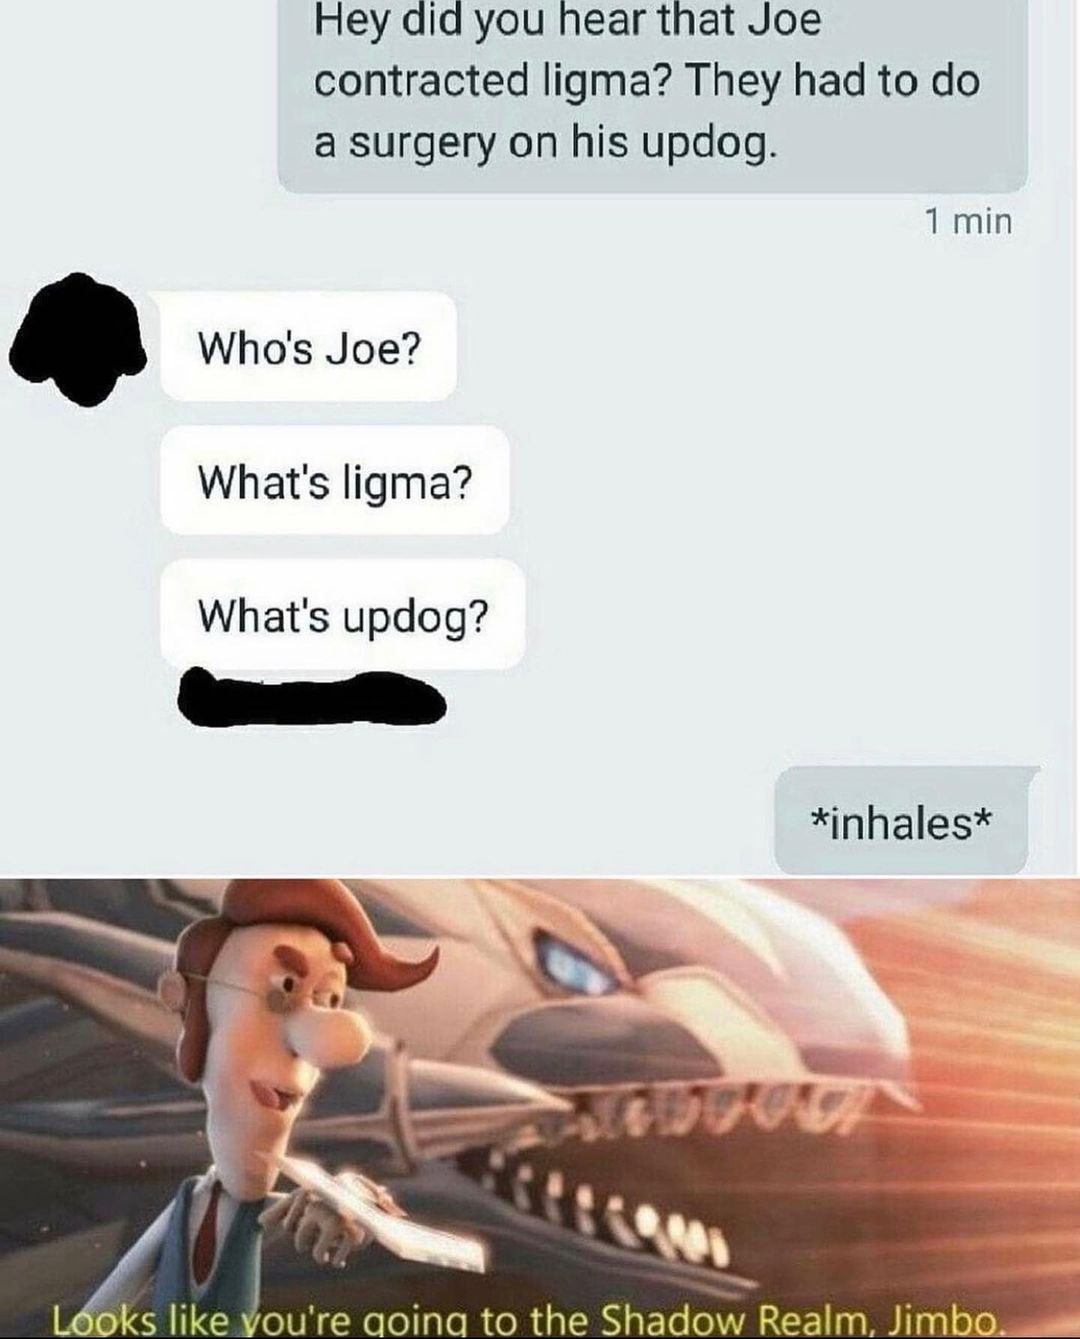 Hey did you hear that Joe
contracted ligma? They had to do
a surgery on his updog.
1 min
Who's Joe?
What's ligma?
What's updog?
*inhales*
Looks like you're going to the Shadow Realm, Jimbo.